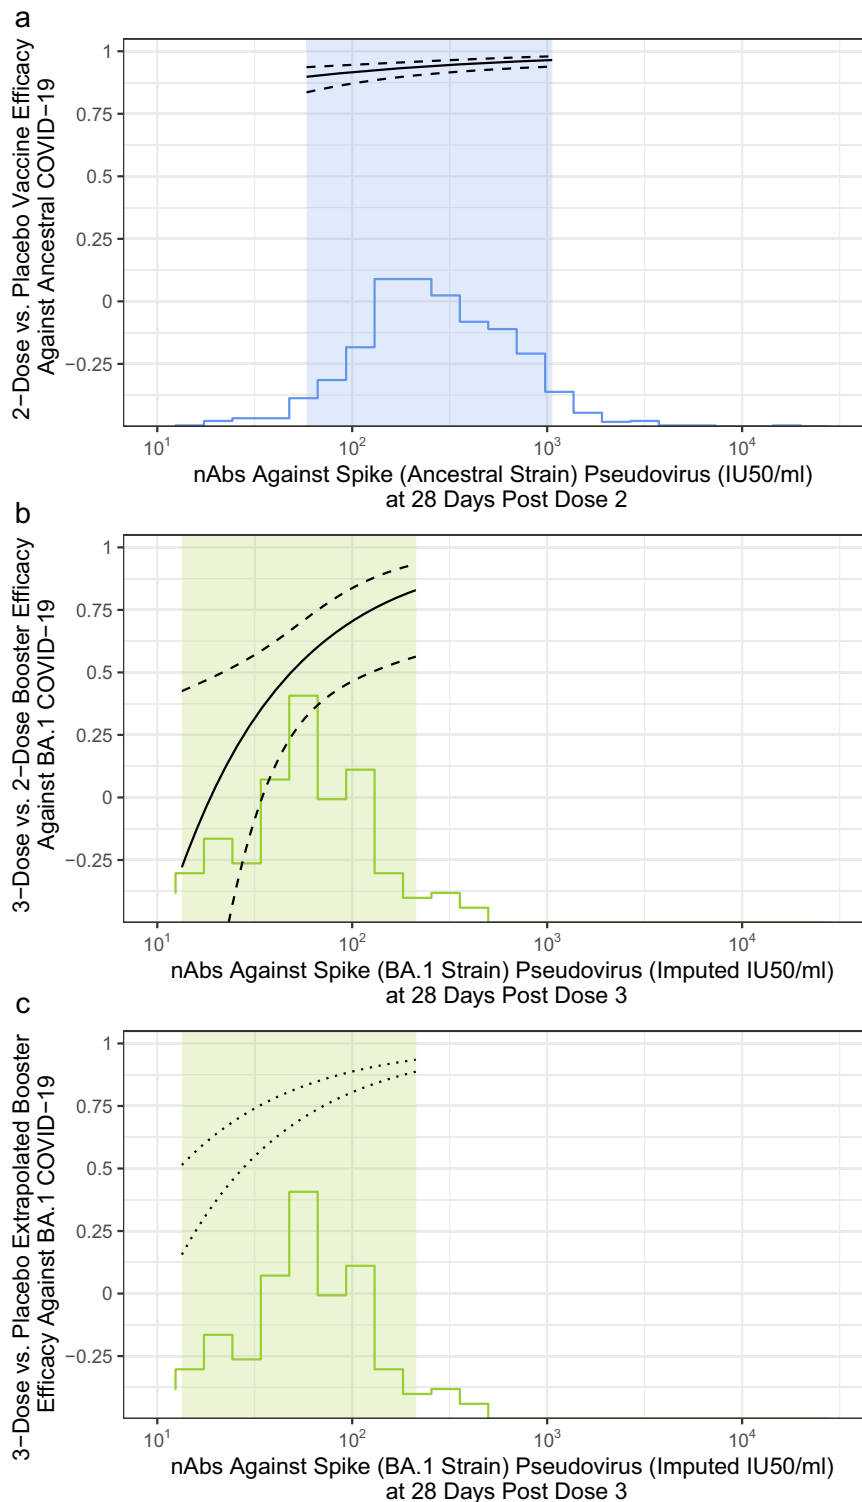 a
2−Dose vs. Placebo Vaccine Efficacy
Against Ancestral COVID−19
1
0.75
0.5
0.25
0
−0.25
10¹ 10² 10³ 10⁴
nAbs Against Spike (Ancestral Strain) Pseudovirus (IU50/ml)
at 28 Days Post Dose 2
b
3−Dose vs. 2−Dose Booster Efficacy
Against BA.1 COVID−19
1
0.75
0.5
0.25
0
−0.25
10¹ 10² 10³ 10⁴
nAbs Against Spike (BA.1 Strain) Pseudovirus (Imputed IU50/ml)
at 28 Days Post Dose 3
c
3−Dose vs. Placebo Extrapolated Booster
Efficacy Against BA.1 COVID−19
1
0.75
0.5
0.25
0
−0.25
10¹ 10² 10³ 10⁴
nAbs Against Spike (BA.1 Strain) Pseudovirus (Imputed IU50/ml)
at 28 Days Post Dose 3